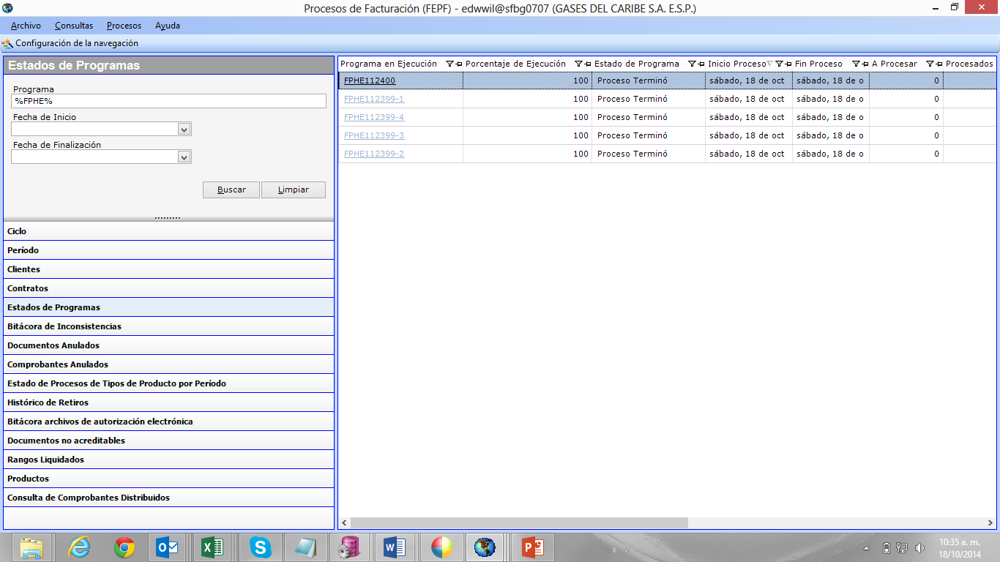 Procesos de Facturación (FEPF) - edwwil@sfbg0707 (GASES DEL CARIBE S.A. E.S.P.)
Archivo Consultas Procesos Ayuda
Configuración de la navegación
Estados de Programas
Programa
%FPHE%
Fecha de Inicio
Fecha de Finalización
Buscar Limpiar
Ciclo
Período
Clientes
Contratos
Estados de Programas
Bitácora de Inconsistencias
Documentos Anulados
Comprobantes Anulados
Estado de Procesos de Tipos de Producto por Período
Histórico de Retiros
Bitácora archivos de autorización electrónica
Documentos no acreditables
Rangos Liquidados
Productos
Consulta de Comprobantes Distribuidos
Programa en Ejecución Porcentaje de Ejecución Estado de Programa Inicio Proceso Fin Proceso A Procesar Procesados
FPHE112400 100 Proceso Terminó sábado, 18 de oct sábado, 18 de o 0
FPHE112399-1 100 Proceso Terminó sábado, 18 de oct sábado, 18 de o 0
FPHE112399-4 100 Proceso Terminó sábado, 18 de oct sábado, 18 de o 0
FPHE112399-3 100 Proceso Terminó sábado, 18 de oct sábado, 18 de o 0
FPHE112399-2 100 Proceso Terminó sábado, 18 de oct sábado, 18 de o 0
10:35 a. m.
18/10/2014